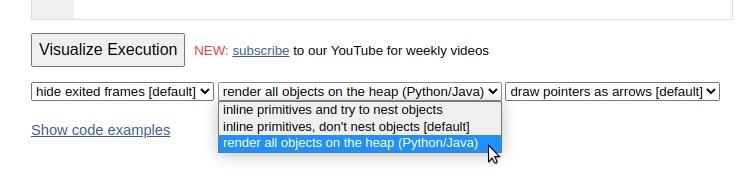 Visualize Execution NEW: subscribe to our YouTube for weekly videos
hide exited frames [default] render all objects on the heap (Python/Java) draw pointers as arrows [default]
inline primitives and try to nest objects
inline primitives, don't nest objects [default]
render all objects on the heap (Python/Java)
Show code examples